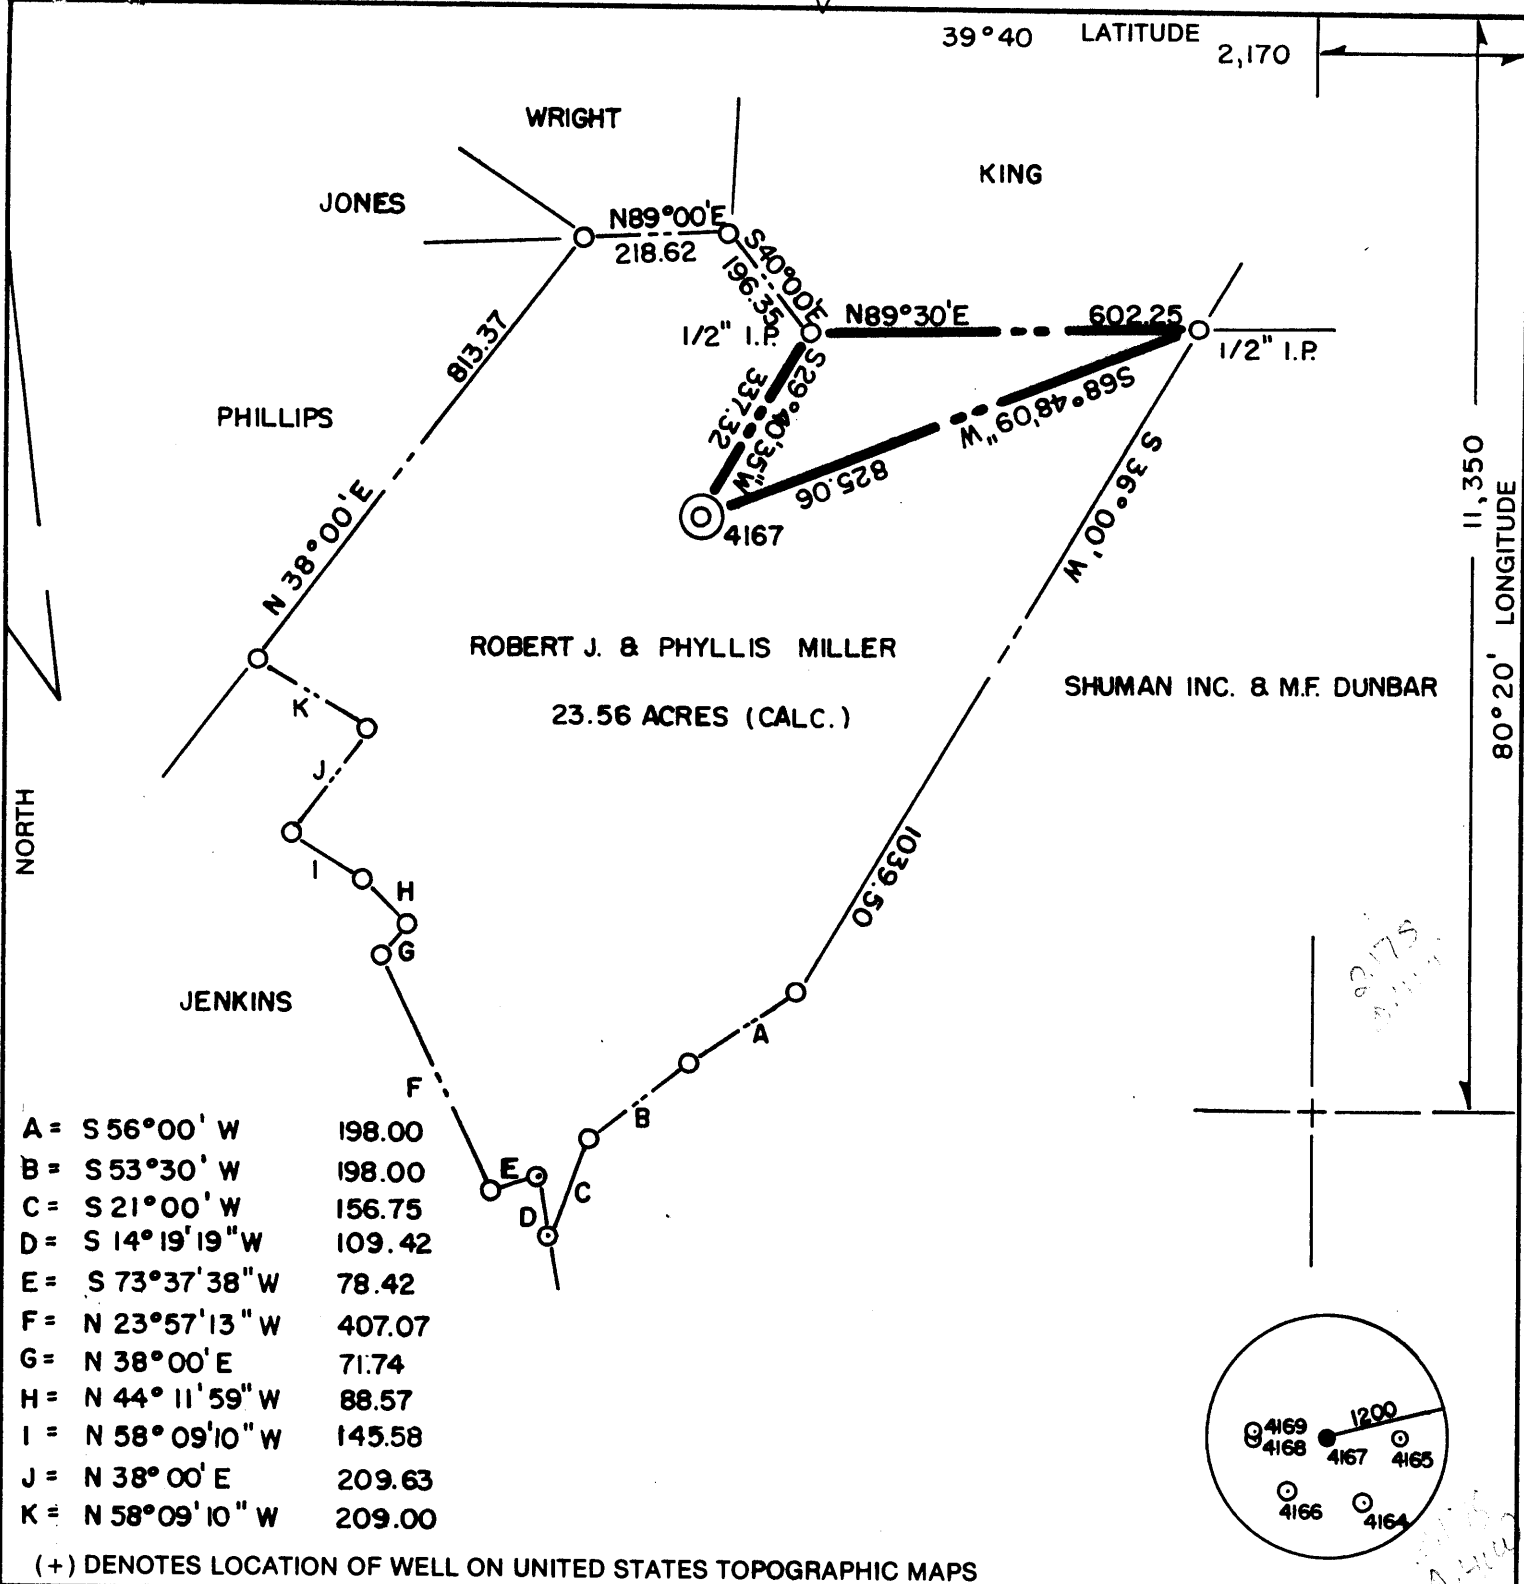 39°40 LATITUDE
2,170
WRIGHT
KING
JONES
N89°00'E
218.62
S40°00'E
196.35
1/2" I.P.
N89°30'E 602.25
1/2" I.P.
813.37
N 38°00'E
PHILLIPS
S29°40'35"W
337.32
S68°48'09"W
825.06
4167
S 36°00' W
1039.50
11,350
80°20' LONGITUDE
ROBERT J. & PHYLLIS MILLER
23.56 ACRES (CALC.)
SHUMAN INC. & M.F. DUNBAR
NORTH
K
J
I
H
G
JENKINS
F
A
B
E
C
D
2175
A = S 56°00' W 198.00
B = S 53°30' W 198.00
C = S 21°00' W 156.75
D = S 14°19'19" W 109.42
E = S 73°37'38" W 78.42
F = N 23°57'13" W 407.07
G = N 38°00' E 71.74
H = N 44°11'59" W 88.57
I = N 58°09'10" W 145.58
J = N 38°00' E 209.63
K = N 58°09'10" W 209.00
1200
4169
4168
4167
4165
4166
4164
(+) DENOTES LOCATION OF WELL ON UNITED STATES TOPOGRAPHIC MAPS